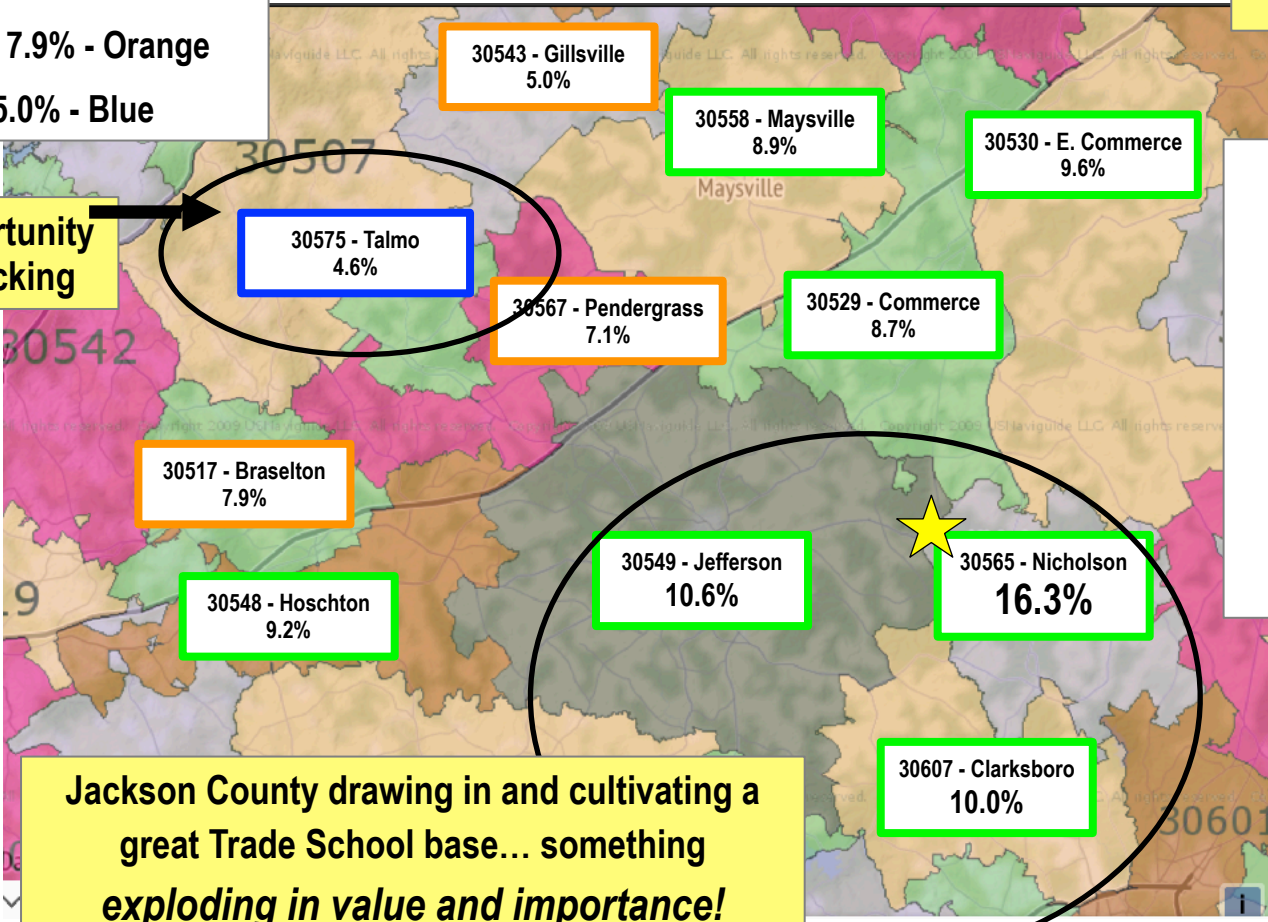 7.9% - Orange
5.0% - Blue
30543 - Gillsville
5.0%
30558 - Maysville
8.9%
30530 - E. Commerce
9.6%
30507
Maysville
30575 - Talmo
4.6%
30567 - Pendergrass
7.1%
30529 - Commerce
8.7%
30542
30517 - Braselton
7.9%
30549 - Jefferson
10.6%
30565 - Nicholson
16.3%
30548 - Hoschton
9.2%
30607 - Clarksboro
10.0%
30601
Jackson County drawing in and cultivating a
great Trade School base… something
exploding in value and importance!
i